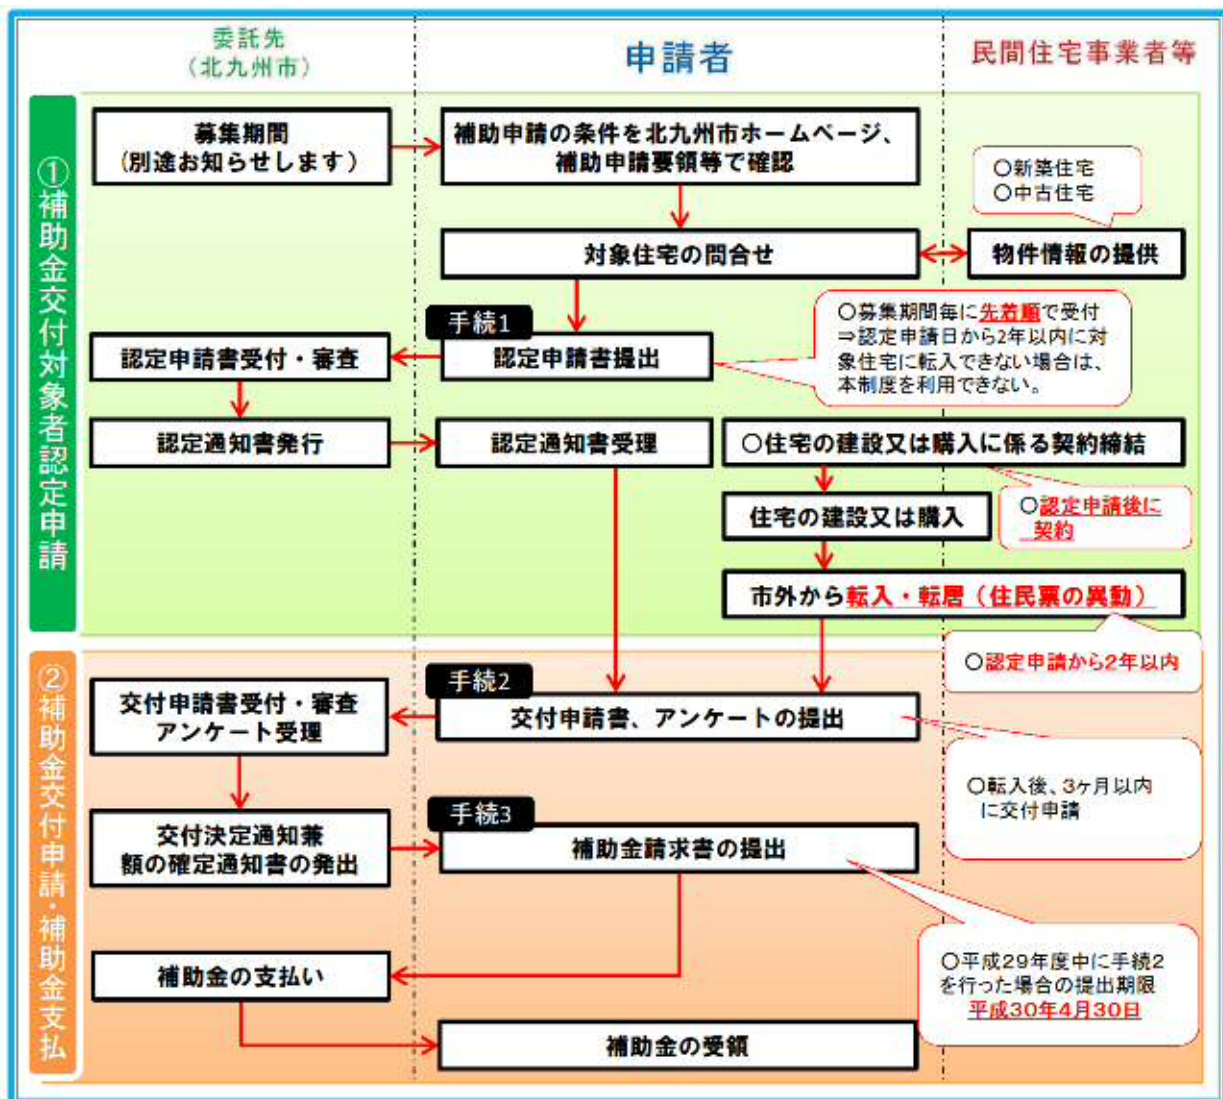 委託先
（北九州市）
申請者
民間住宅事業者等
①補助金交付対象者認定申請
募集期間
(別途お知らせします)
補助申請の条件を北九州市ホームページ、
補助申請要領等で確認
○新築住宅
○中古住宅
対象住宅の問合せ
物件情報の提供
手続1
認定申請書提出
○募集期間毎に先着順で受付
⇒認定申請日から2年以内に対
象住宅に転入できない場合は、
本制度を利用できない。
認定申請書受付・審査
認定通知書発行
認定通知書受理
○住宅の建設又は購入に係る契約締結
○認定申請後に
契約
住宅の建設又は購入
市外から転入・転居（住民票の異動）
○認定申請から2年以内
②補助金交付申請・補助金支払
手続2
交付申請書受付・審査
アンケート受理
交付申請書、アンケートの提出
○転入後、3ヶ月以内
に交付申請
手続3
交付決定通知兼
額の確定通知書の発出
補助金請求書の提出
○平成29年度中に手続2
を行った場合の提出期限
平成30年4月30日
補助金の支払い
補助金の受領